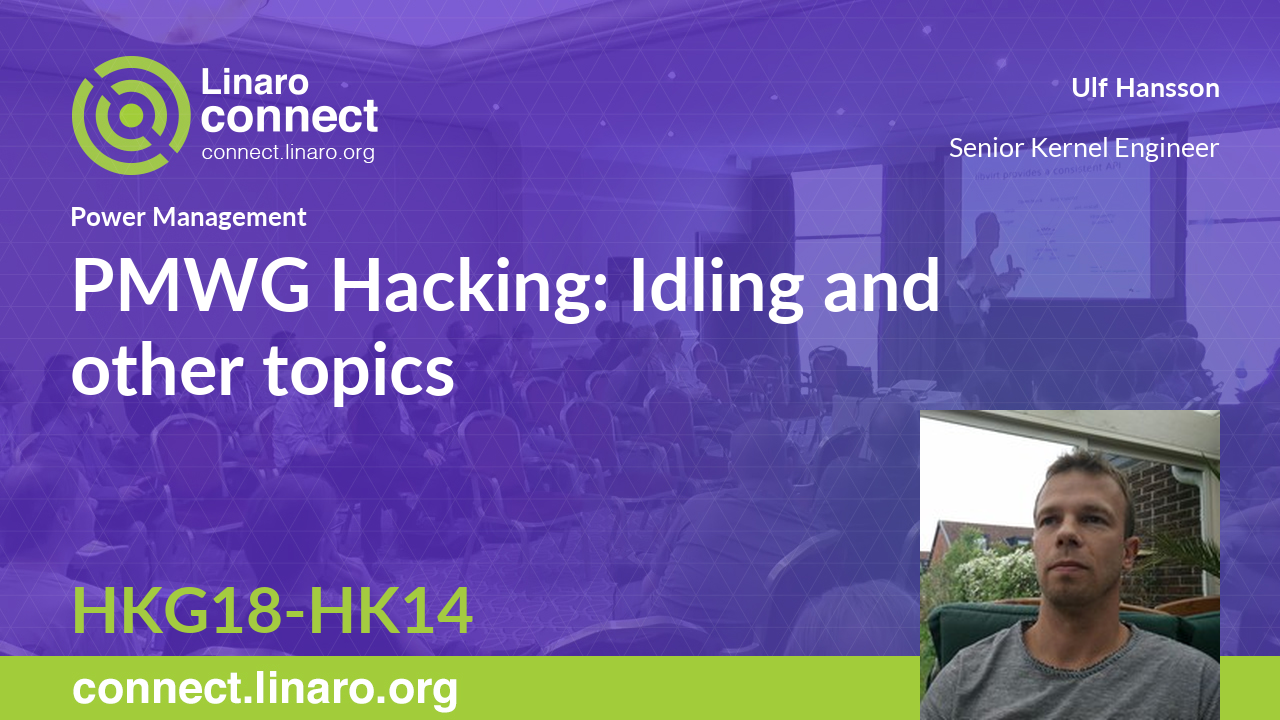 Linaro
connect
connect.linaro.org
Ulf Hansson
Senior Kernel Engineer
Power Management
PMWG Hacking: Idling and
other topics
HKG18-HK14
connect.linaro.org